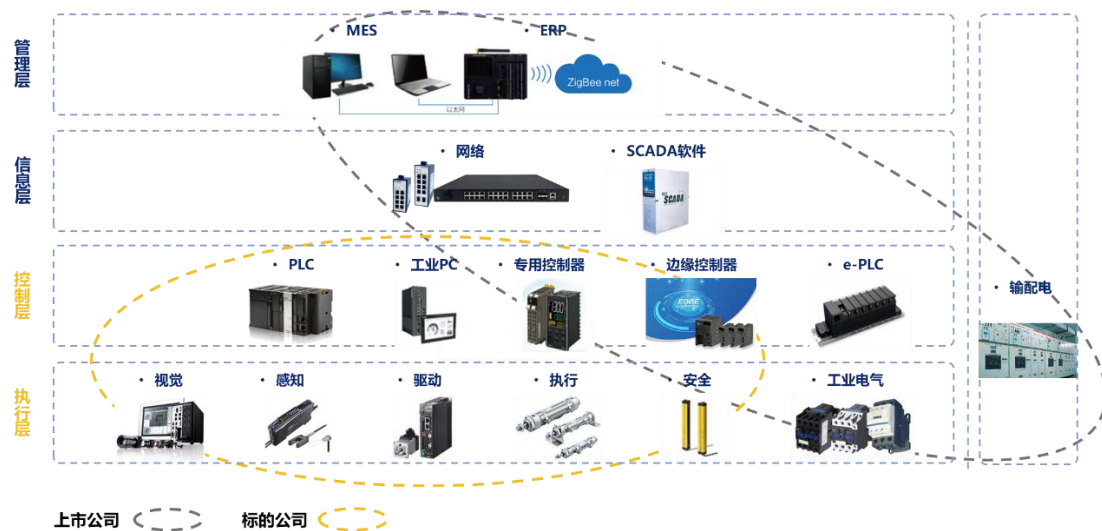 管理层
• MES
• ERP
ZigBee net
以太网
信息层
• 网络
• SCADA软件
SCADA
控制层
• PLC
• 工业PC
• 专用控制器
• 边缘控制器
• e-PLC
EDGE
• 输配电
执行层
• 视觉
• 感知
• 驱动
• 执行
• 安全
• 工业电气
上市公司
标的公司